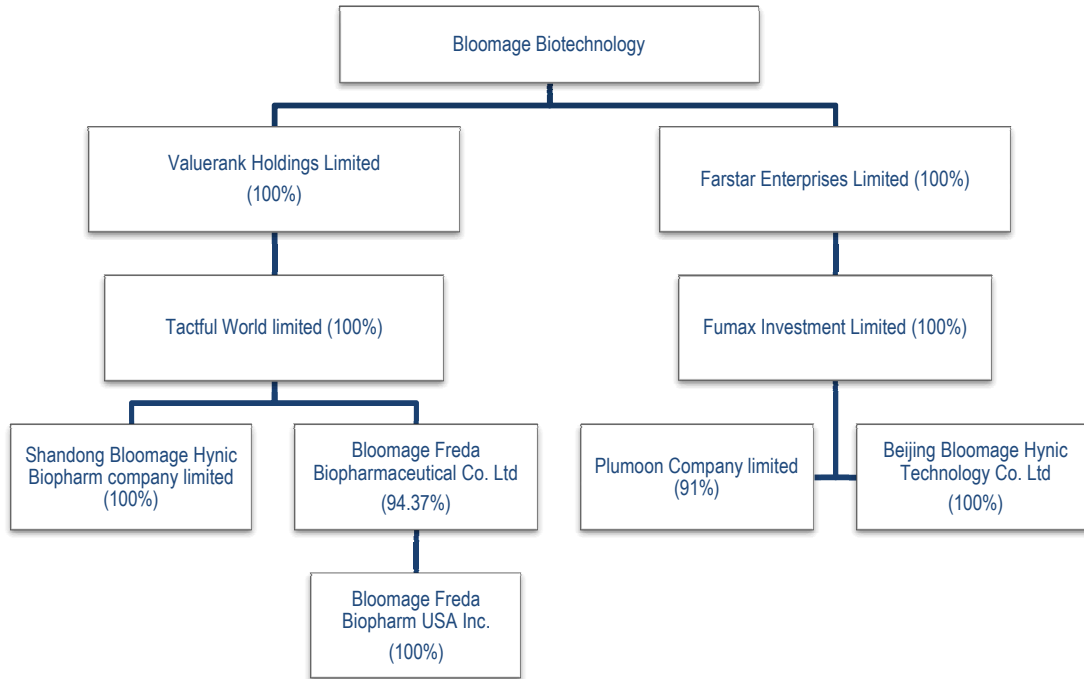 Bloomage Biotechnology
Valuerank Holdings Limited
(100%)
Farstar Enterprises Limited (100%)
Tactful World limited (100%)
Fumax Investment Limited (100%)
Shandong Bloomage Hynic
Biopharm company limited
(100%)
Bloomage Freda
Biopharmaceutical Co. Ltd
(94.37%)
Plumoon Company limited
(91%)
Beijing Bloomage Hynic
Technology Co. Ltd
(100%)
Bloomage Freda
Biopharm USA Inc.
(100%)